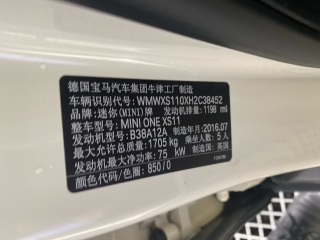 德国宝马汽车集团牛津工厂制造
车辆识别代号: WMWXS110XH2C38452
品牌: 迷你(MINI)牌 发动机排量: 1198 ml
整车型号: MINI ONE XS11
发动机型号: B38A12A 制造年月: 2016.07
最大允许总质量: 1705 kg 乘坐人数: 5 人
发动机最大净功率: 75 kW 制造国: 英国
颜色代码/色圈: 850/0